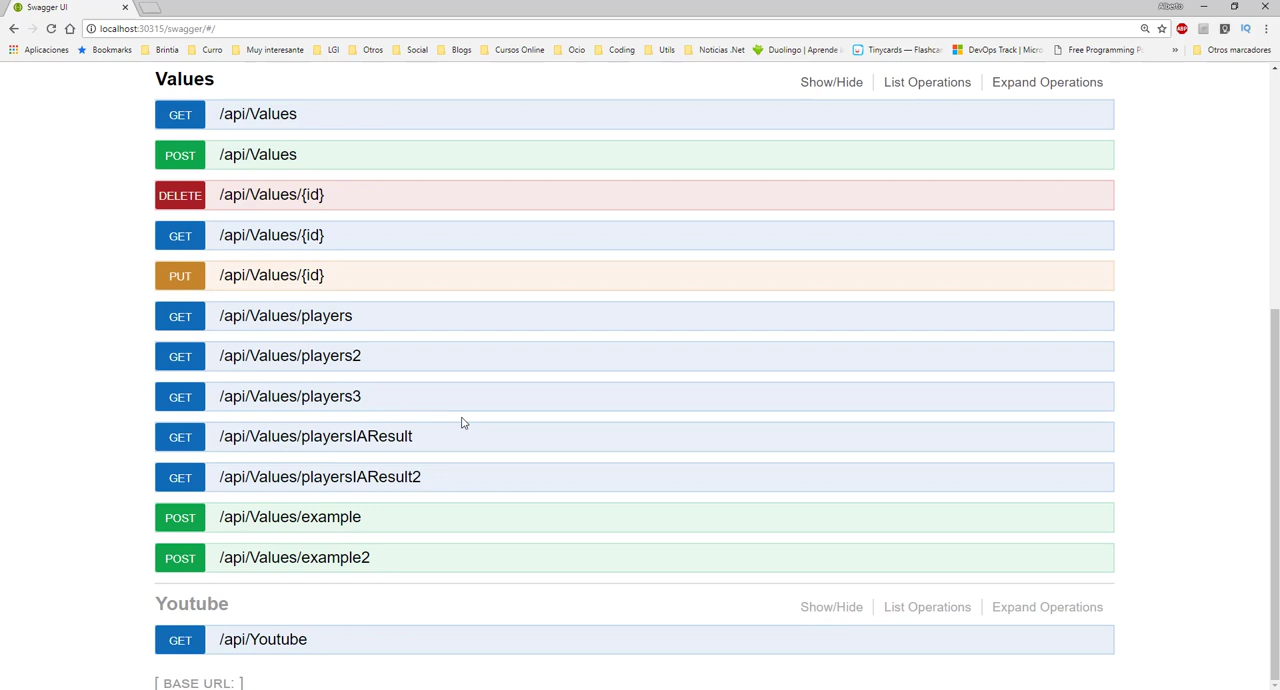 Swagger UI
Alberto
localhost:30315/swagger/#/
Aplicaciones Bookmarks Brintia Curro Muy interesante LGI Otros Social Blogs Cursos Online Ocio Coding Utils Noticias .Net Duolingo | Aprende Tinycards — Flashca DevOps Track | Micro Free Programming » Otros marcadores
Values Show/Hide List Operations Expand Operations
GET /api/Values
POST /api/Values
DELETE /api/Values/{id}
GET /api/Values/{id}
PUT /api/Values/{id}
GET /api/Values/players
GET /api/Values/players2
GET /api/Values/players3
GET /api/Values/playersIAResult
GET /api/Values/playersIAResult2
POST /api/Values/example
POST /api/Values/example2
Youtube Show/Hide List Operations Expand Operations
GET /api/Youtube
[ BASE URL: ]